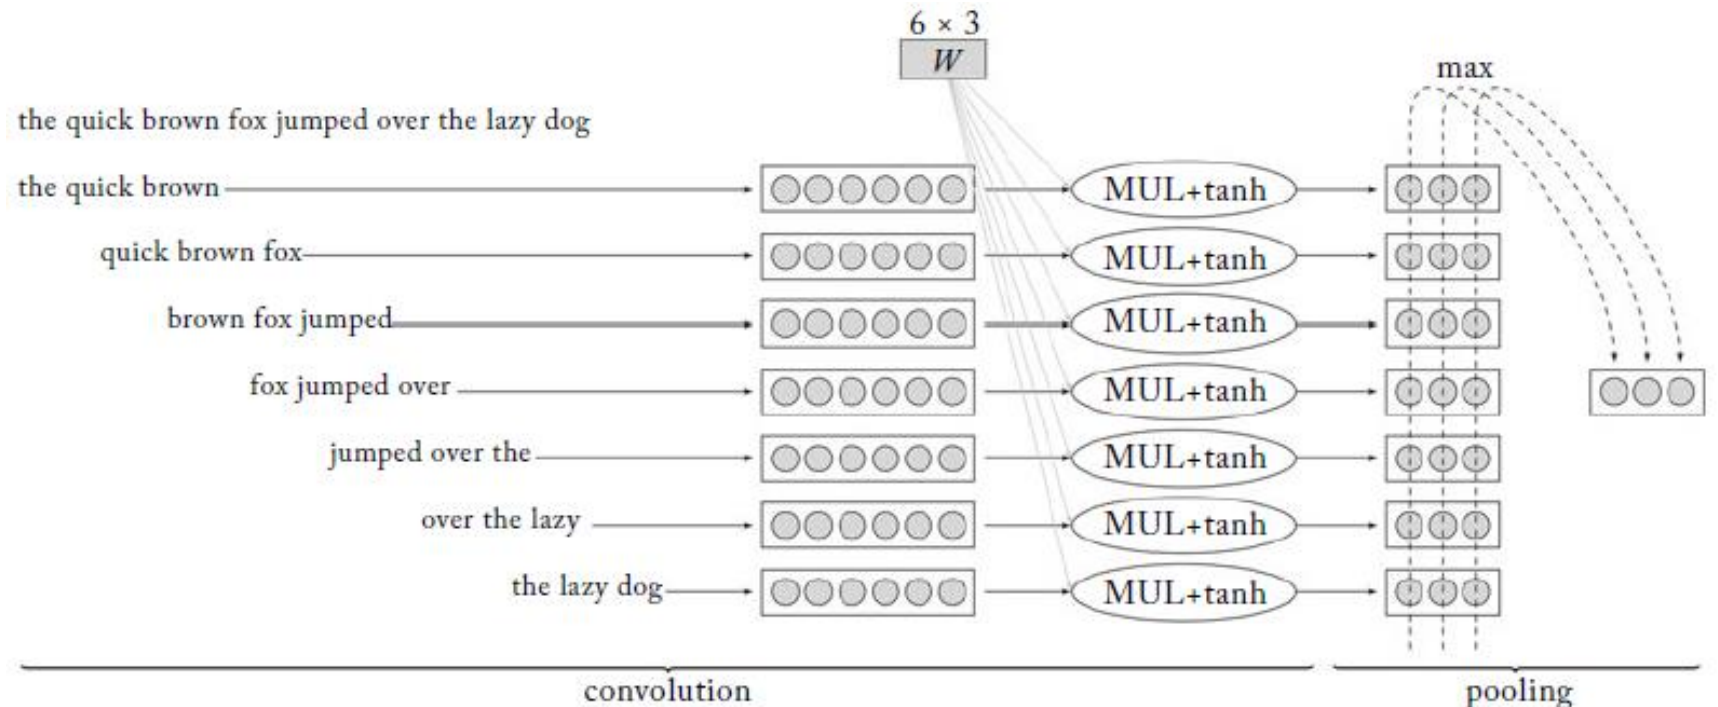 6 × 3
W
max
the quick brown fox jumped over the lazy dog
the quick brown MUL+tanh
quick brown fox MUL+tanh
brown fox jumped MUL+tanh
fox jumped over MUL+tanh
jumped over the MUL+tanh
over the lazy MUL+tanh
the lazy dog MUL+tanh
convolution pooling